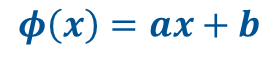 ϕ(x) = ax + b